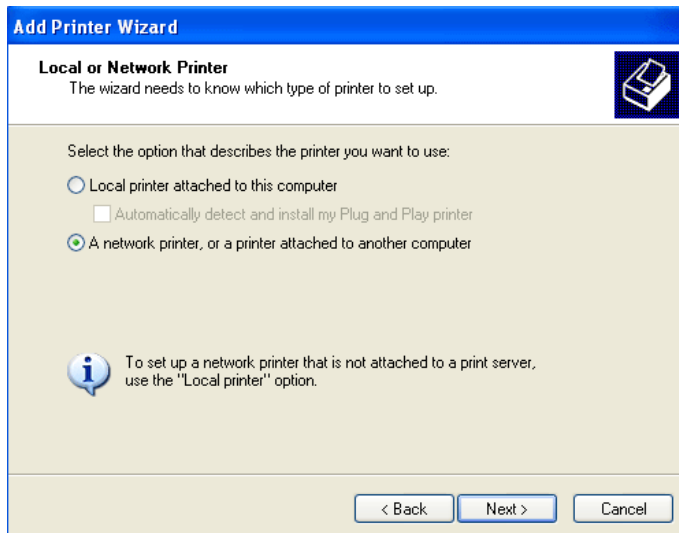 Add Printer Wizard
Local or Network Printer
The wizard needs to know which type of printer to set up.
Select the option that describes the printer you want to use:
Local printer attached to this computer
Automatically detect and install my Plug and Play printer
A network printer, or a printer attached to another computer
To set up a network printer that is not attached to a print server,
use the "Local printer" option.
< Back Next > Cancel